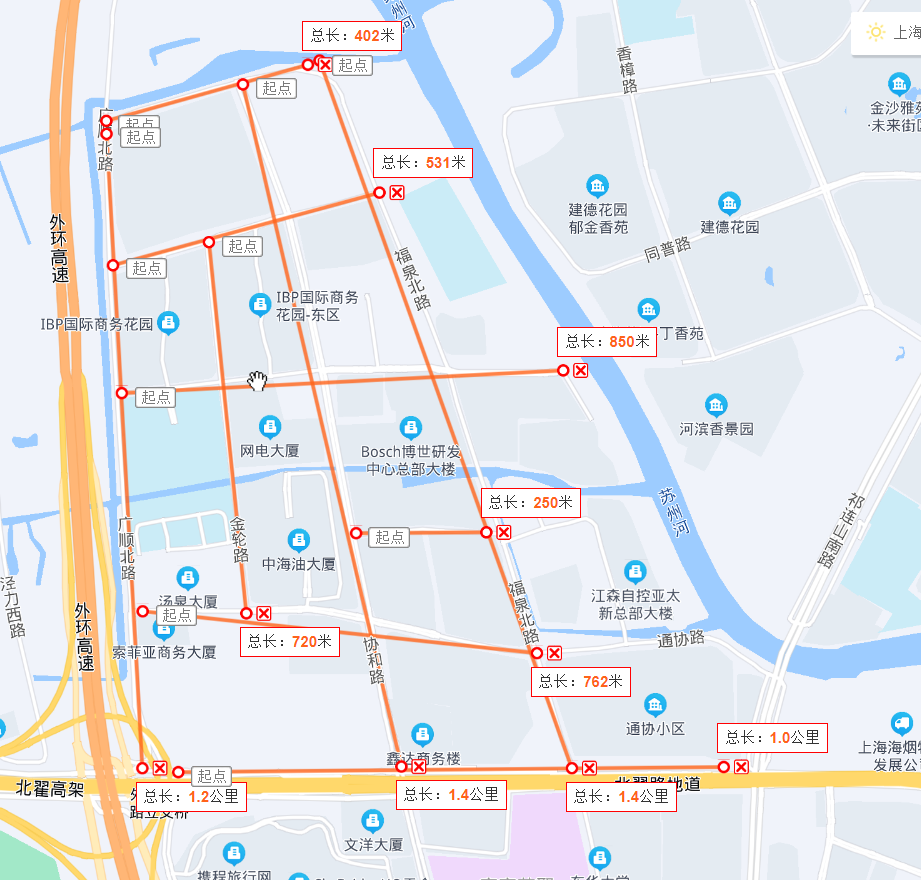 苏州河
总长：402米
起点
上海
香樟路
金沙雅苑
·未来街区
起点
起点
起点
广顺北路
总长：531米
建德花园
郁金香苑
建德花园
外环高速
起点
同普路
福泉北路
起点
IBP国际商务
花园-东区
IBP国际商务花园
丁香苑
总长：850米
起点
网电大厦
Bosch博世研发
中心总部大楼
河滨香景园
总长：250米
苏州河
祁连山南路
广顺北路
金轮路
起点
中海油大厦
泾力西路
汤泉大厦
起点
江森自控亚太
新总部大楼
外环高速
福泉北路
索菲亚商务大厦
总长：720米
协和路
通协路
总长：762米
通协小区
总长：1.0公里
鑫达商务楼
上海海烟物
发展公
起点
北翟高架
北翟路地道
总长：1.2公里
总长：1.4公里
总长：1.4公里
路立交桥
文洋大厦
携程旅行网